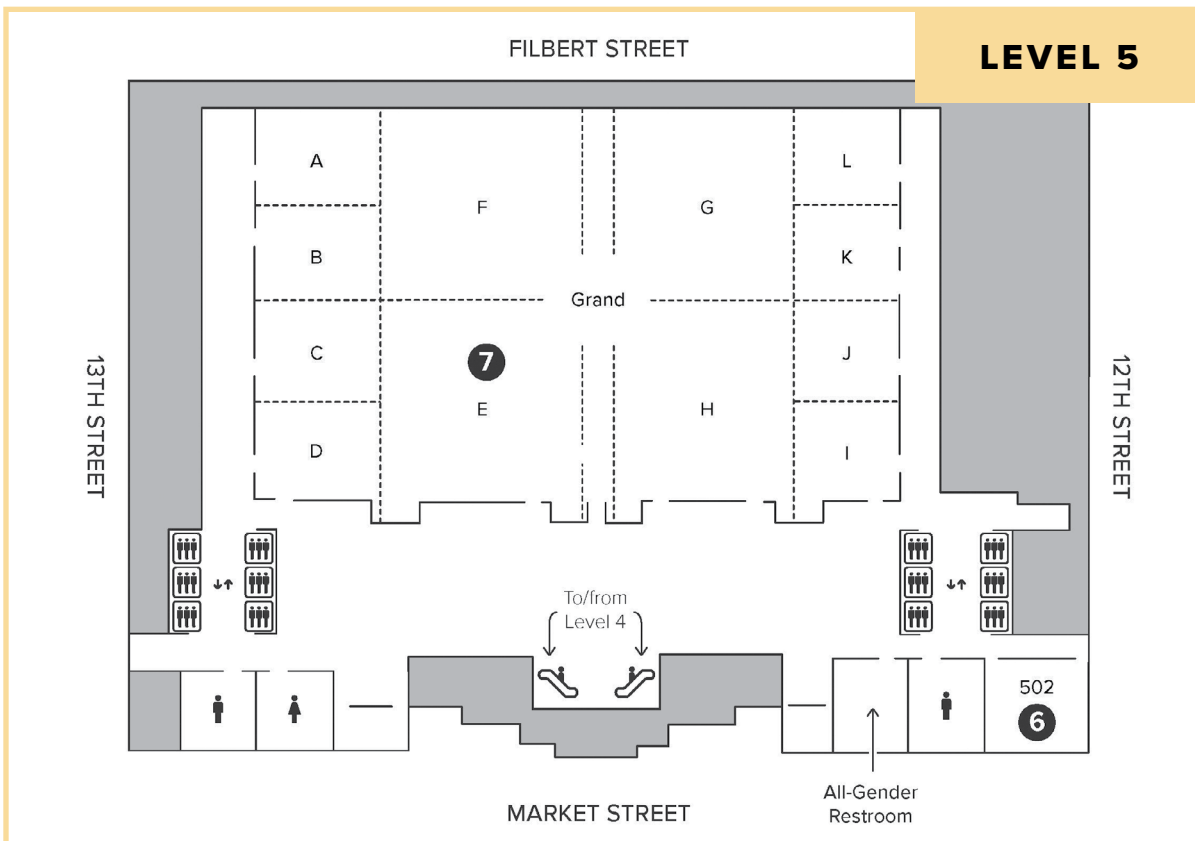 FILBERT STREET
LEVEL 5
A
L
F
G
B
K
Grand
C
7
J
13TH STREET
12TH STREET
E
H
D
I
To/from
Level 4
502
6
All-Gender
Restroom
MARKET STREET